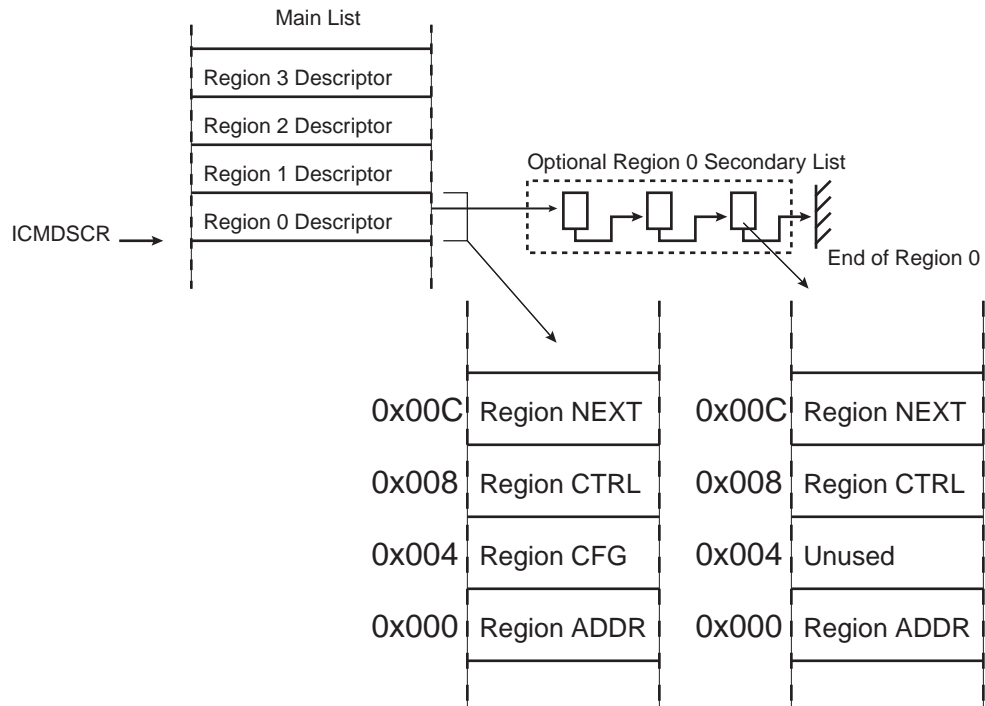 Main List
Region 3 Descriptor
Region 2 Descriptor
Region 1 Descriptor
Region 0 Descriptor
ICMDSCR
Optional Region 0 Secondary List
End of Region 0
0x00C Region NEXT
0x008 Region CTRL
0x004 Region CFG
0x000 Region ADDR
0x00C Region NEXT
0x008 Region CTRL
0x004 Unused
0x000 Region ADDR